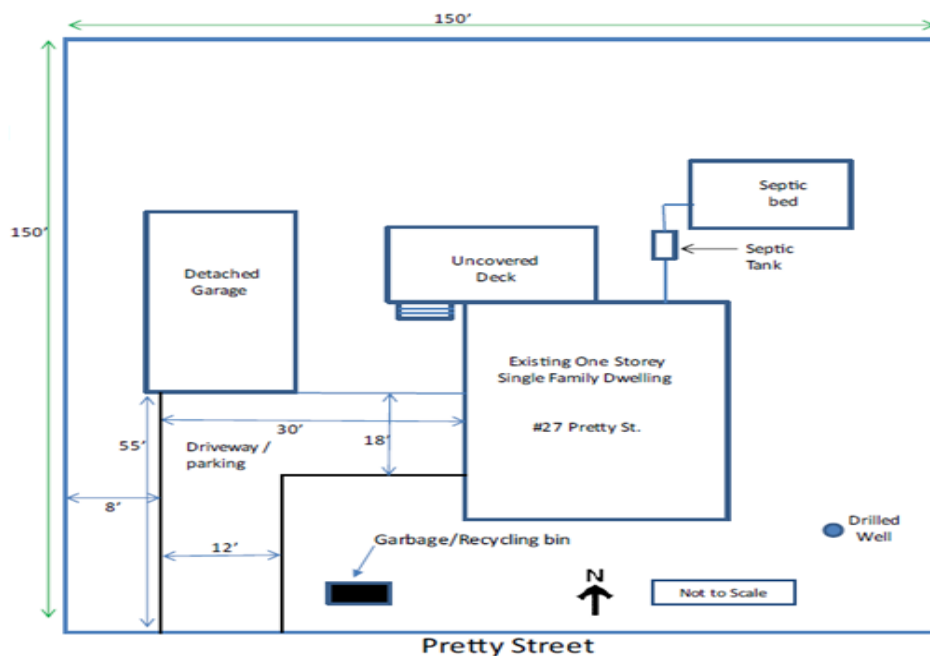 150'
150'
Septic
bed
Septic
Tank
Uncovered
Deck
Detached
Garage
Existing One Storey
Single Family Dwelling
#27 Pretty St.
30'
18'
55'
Driveway /
parking
8'
12'
Garbage/Recycling bin
Drilled
Well
N
Not to Scale
Pretty Street